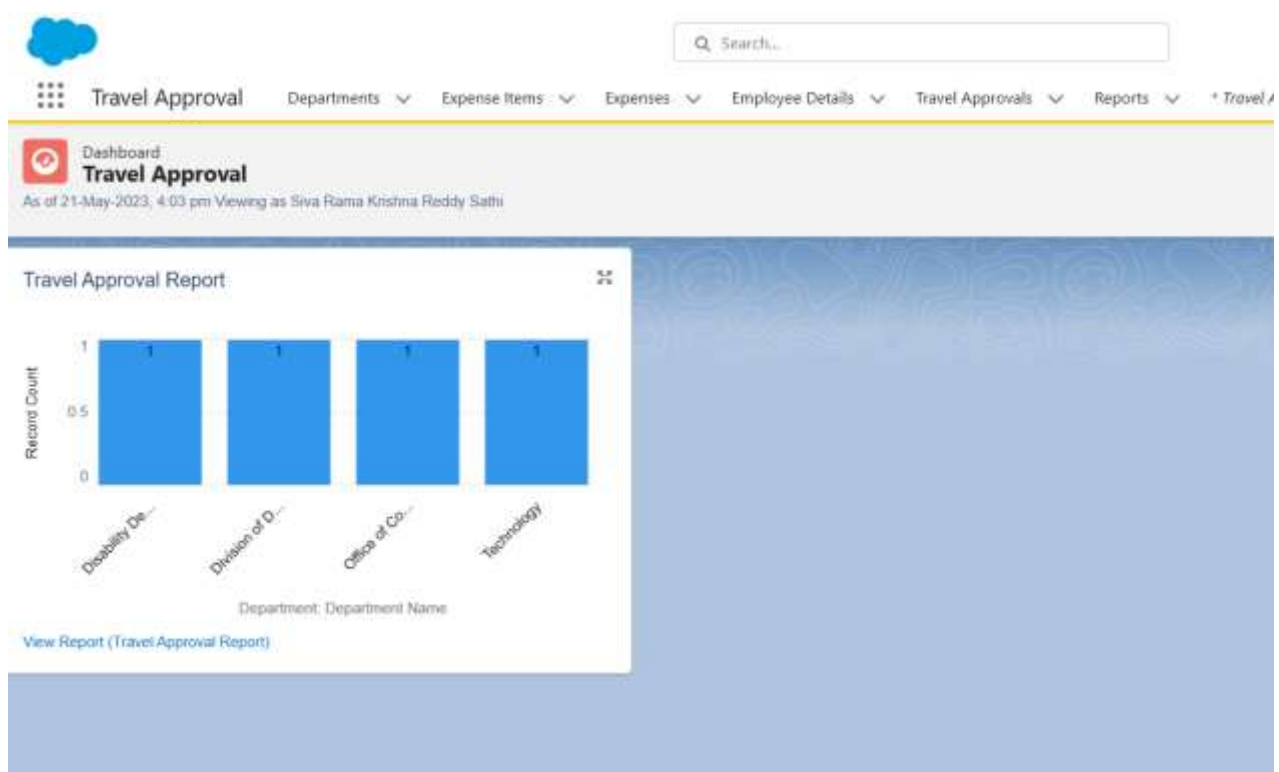 Search...
Travel Approval Departments Expense Items Expenses Employee Details Travel Approvals Reports * Travel A
Dashboard
Travel Approval
As of 21-May-2023, 4:03 pm Viewing as Siva Rama Krishna Reddy Sathi
Travel Approval Report
Record Count
1
0.5
0
1 1 1 1
Disability De...
Division of D...
Office of Co...
Technology
Department: Department Name
View Report (Travel Approval Report)